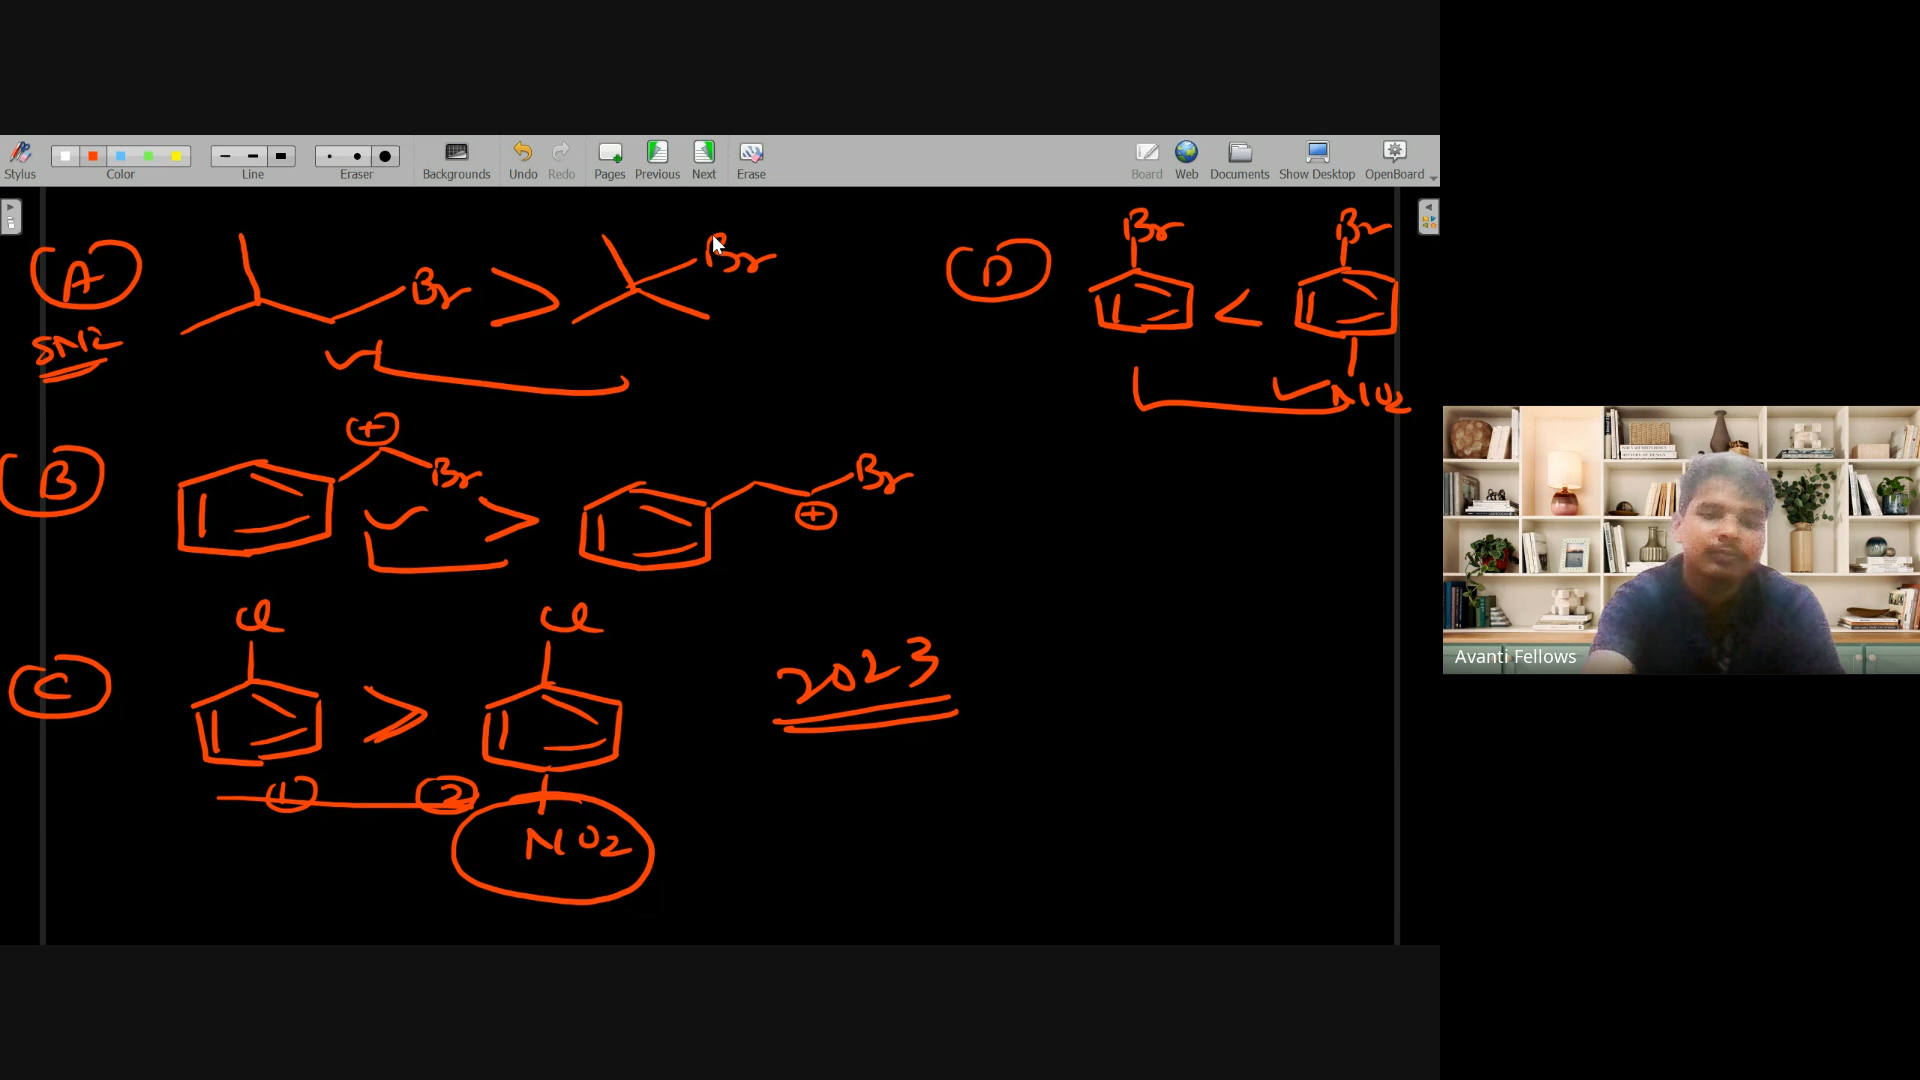 Stylus Color Line Eraser Backgrounds Undo Redo Pages Previous Next Erase Board Web Documents Show Desktop OpenBoard
A
Br > Br
SN2
D
Br < Br
NO2
B
+
Br > Br
+
C
Cl > Cl
1 2
NO2
2023
Avanti Fellows